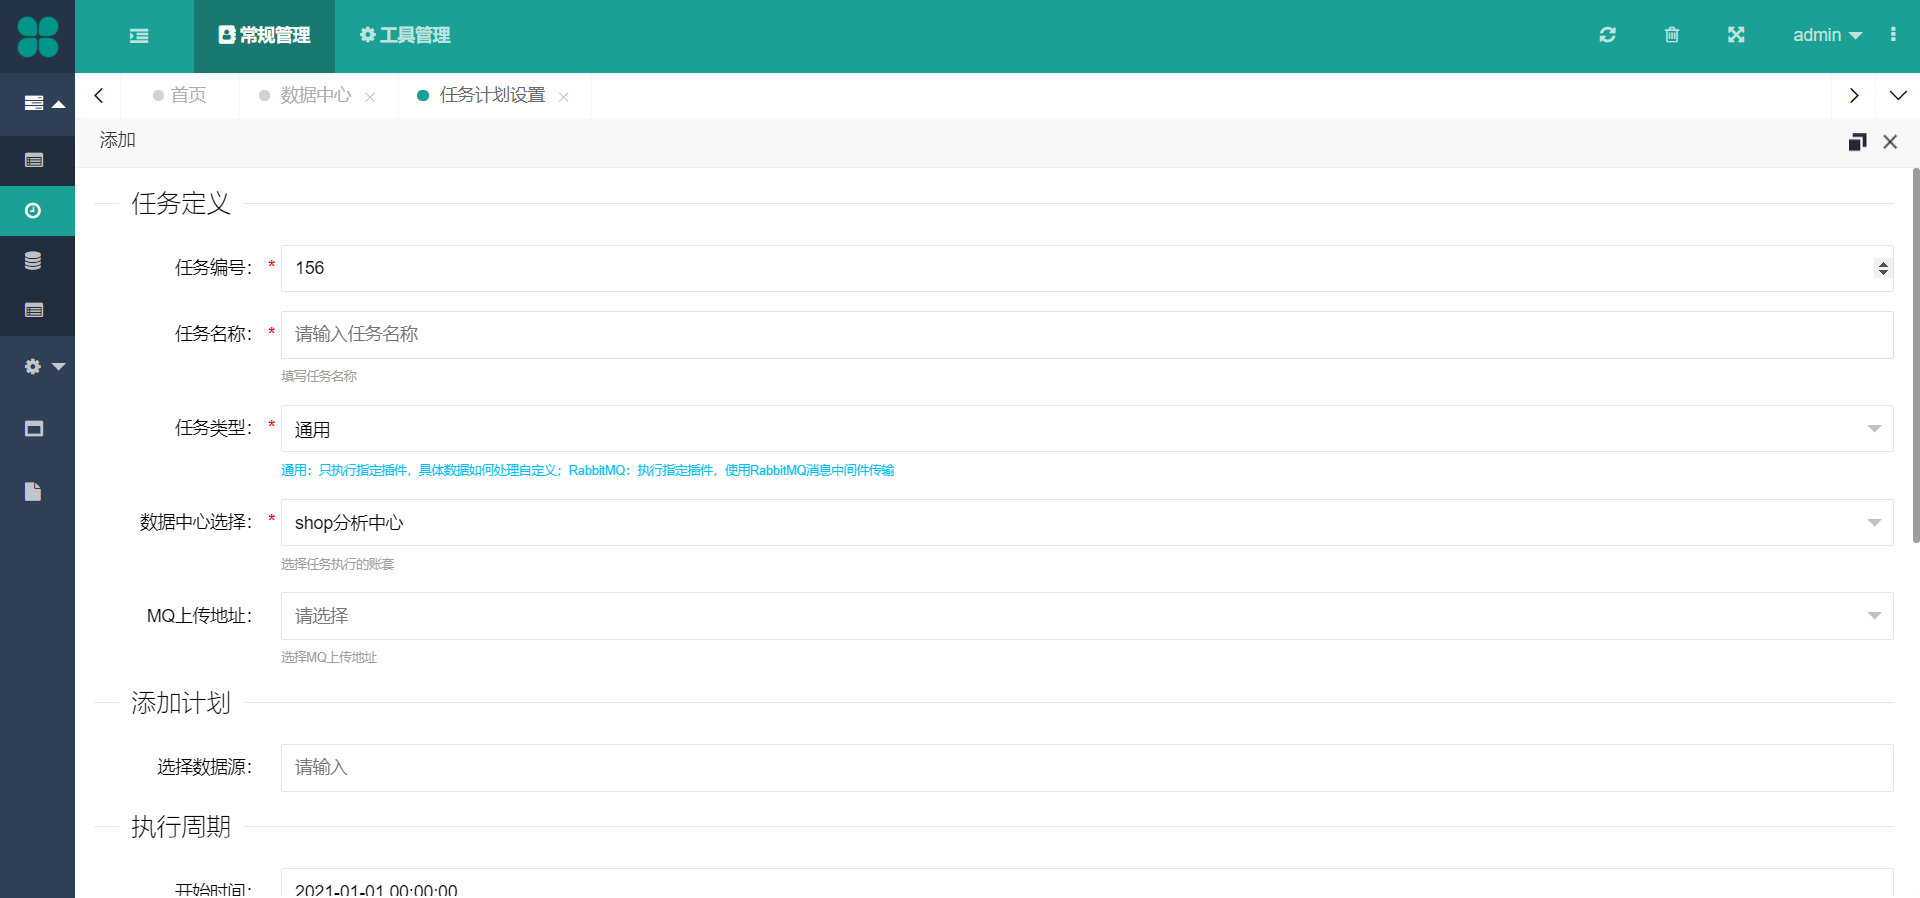 常规管理 工具管理 admin
首页 数据中心 任务计划设置
添加
任务定义
任务编号： * 156
任务名称： * 请输入任务名称
填写任务名称
任务类型： * 通用
通用：只执行指定插件，具体数据如何处理自定义；RabbitMQ：执行指定插件，使用RabbitMQ消息中间件传输
数据中心选择： * shop分析中心
选择任务执行的账套
MQ上传地址： 请选择
选择MQ上传地址
添加计划
选择数据源： 请输入
执行周期
开始时间： 2021-01-01 00:00:00